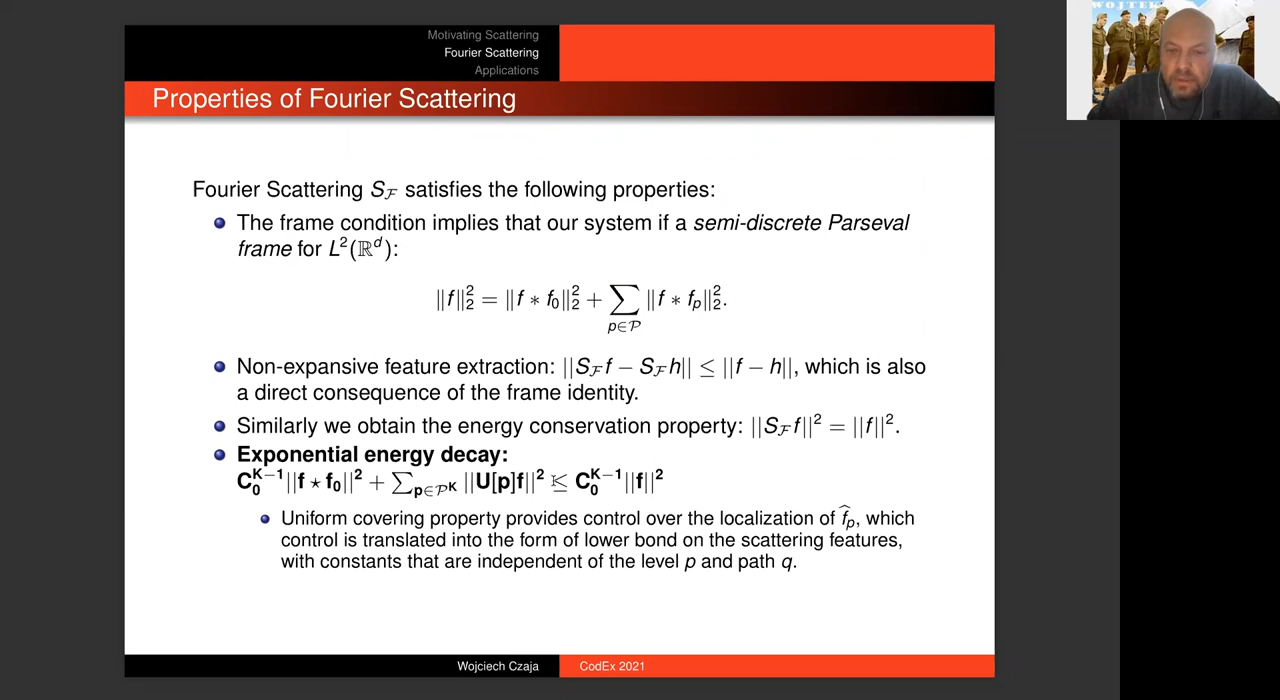 WOJTEK
Motivating Scattering
Fourier Scattering
Applications
Properties of Fourier Scattering
Fourier Scattering S_ℱ satisfies the following properties:
The frame condition implies that our system if a semi-discrete Parseval
frame for L²(ℝᵈ):
||f||₂² = ||f ∗ f₀||₂² + ∑_{p∈𝒫} ||f ∗ f_p||₂².
Non-expansive feature extraction: ||S_ℱ f − S_ℱ h|| ≤ ||f − h||, which is also
a direct consequence of the frame identity.
Similarly we obtain the energy conservation property: ||S_ℱ f||² = ||f||².
Exponential energy decay:
C₀^{K−1}||f ⋆ f₀||² + ∑_{p∈𝒫^K} ||U[p]f||² ≤ C₀^{K−1}||f||²
Uniform covering property provides control over the localization of f̂_p, which
control is translated into the form of lower bond on the scattering features,
with constants that are independent of the level p and path q.
Wojciech Czaja CodEx 2021